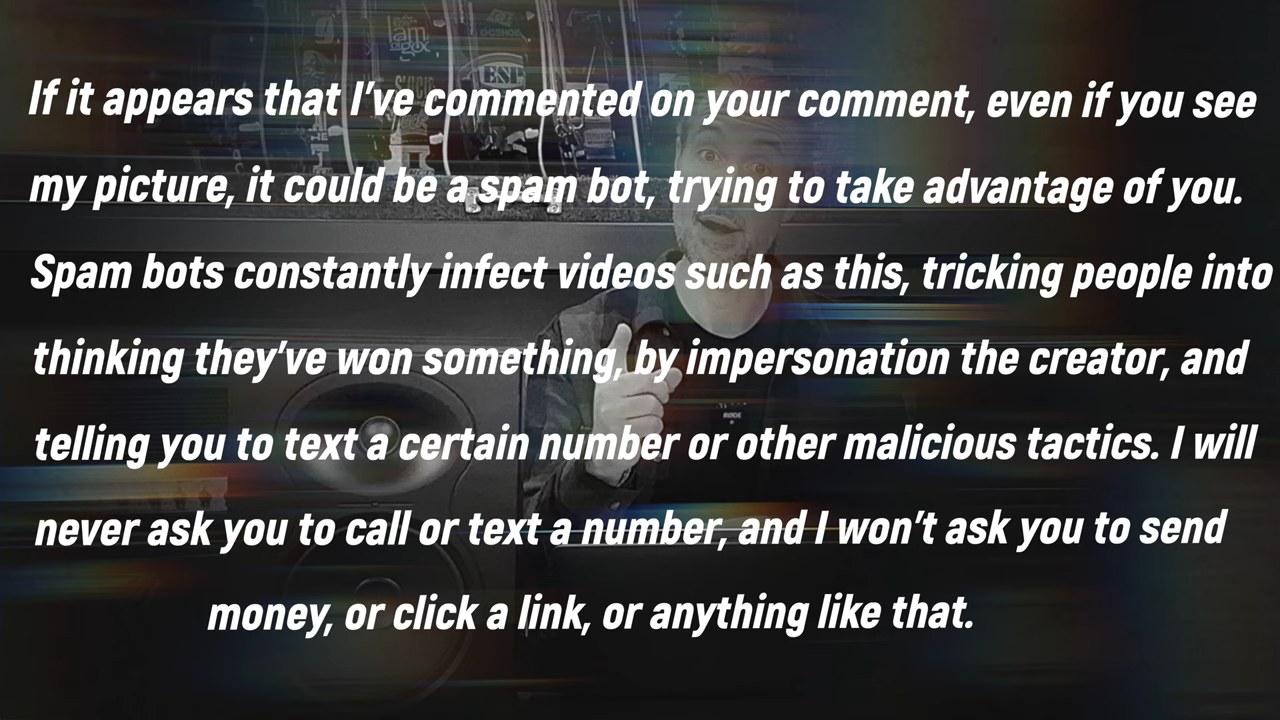 If it appears that I've commented on your comment, even if you see
my picture, it could be a spam bot, trying to take advantage of you.
Spam bots constantly infect videos such as this, tricking people into
thinking they've won something, by impersonation the creator, and
telling you to text a certain number or other malicious tactics. I will
never ask you to call or text a number, and I won't ask you to send
money, or click a link, or anything like that.
RØDE